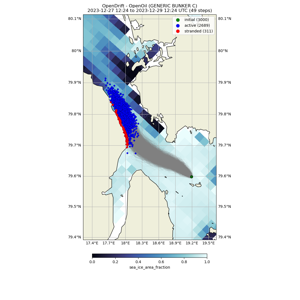 OpenDrift - OpenOil (GENERIC BUNKER C)
2023-12-27 12:24 to 2023-12-29 12:24 UTC (49 steps)
initial (3000)
active (2689)
stranded (311)
80.1°N
80°N
79.9°N
79.8°N
79.7°N
79.6°N
79.5°N
79.4°N
80.1°N
80°N
79.9°N
79.8°N
79.7°N
79.6°N
79.5°N
79.4°N
17.4°E 17.7°E 18°E 18.3°E 18.6°E 18.9°E 19.2°E 19.5°E
0.0 0.2 0.4 0.6 0.8 1.0
sea_ice_area_fraction